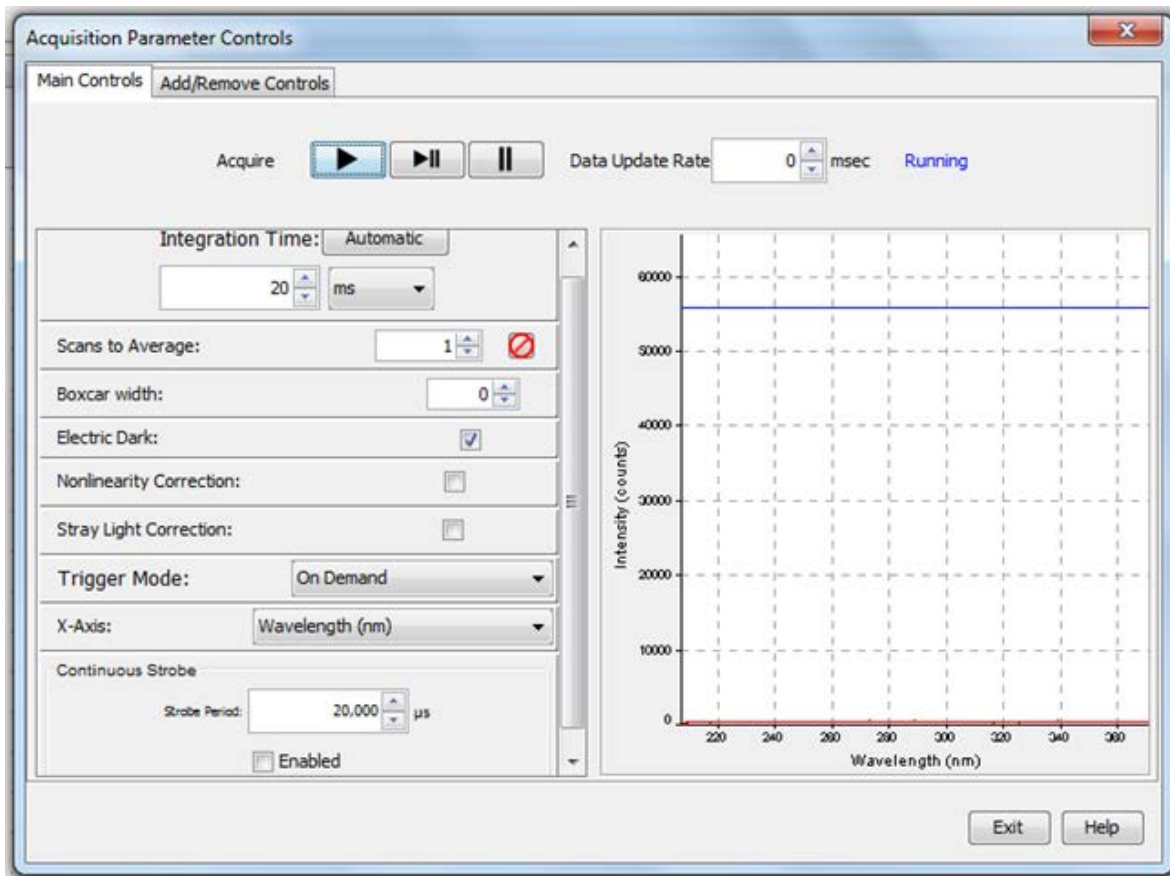 Acquisition Parameter Controls
Main Controls Add/Remove Controls
Acquire Data Update Rate 0 msec Running
Integration Time: Automatic
20 ms
Scans to Average: 1
Boxcar width: 0
Electric Dark:
Nonlinearity Correction:
Stray Light Correction:
Trigger Mode: On Demand
X-Axis: Wavelength (nm)
Continuous Strobe
Strobe Period: 20,000 µs
Enabled
Intensity (counts)
60000
50000
40000
30000
20000
10000
0
220 240 260 280 300 320 340 360
Wavelength (nm)
Exit Help